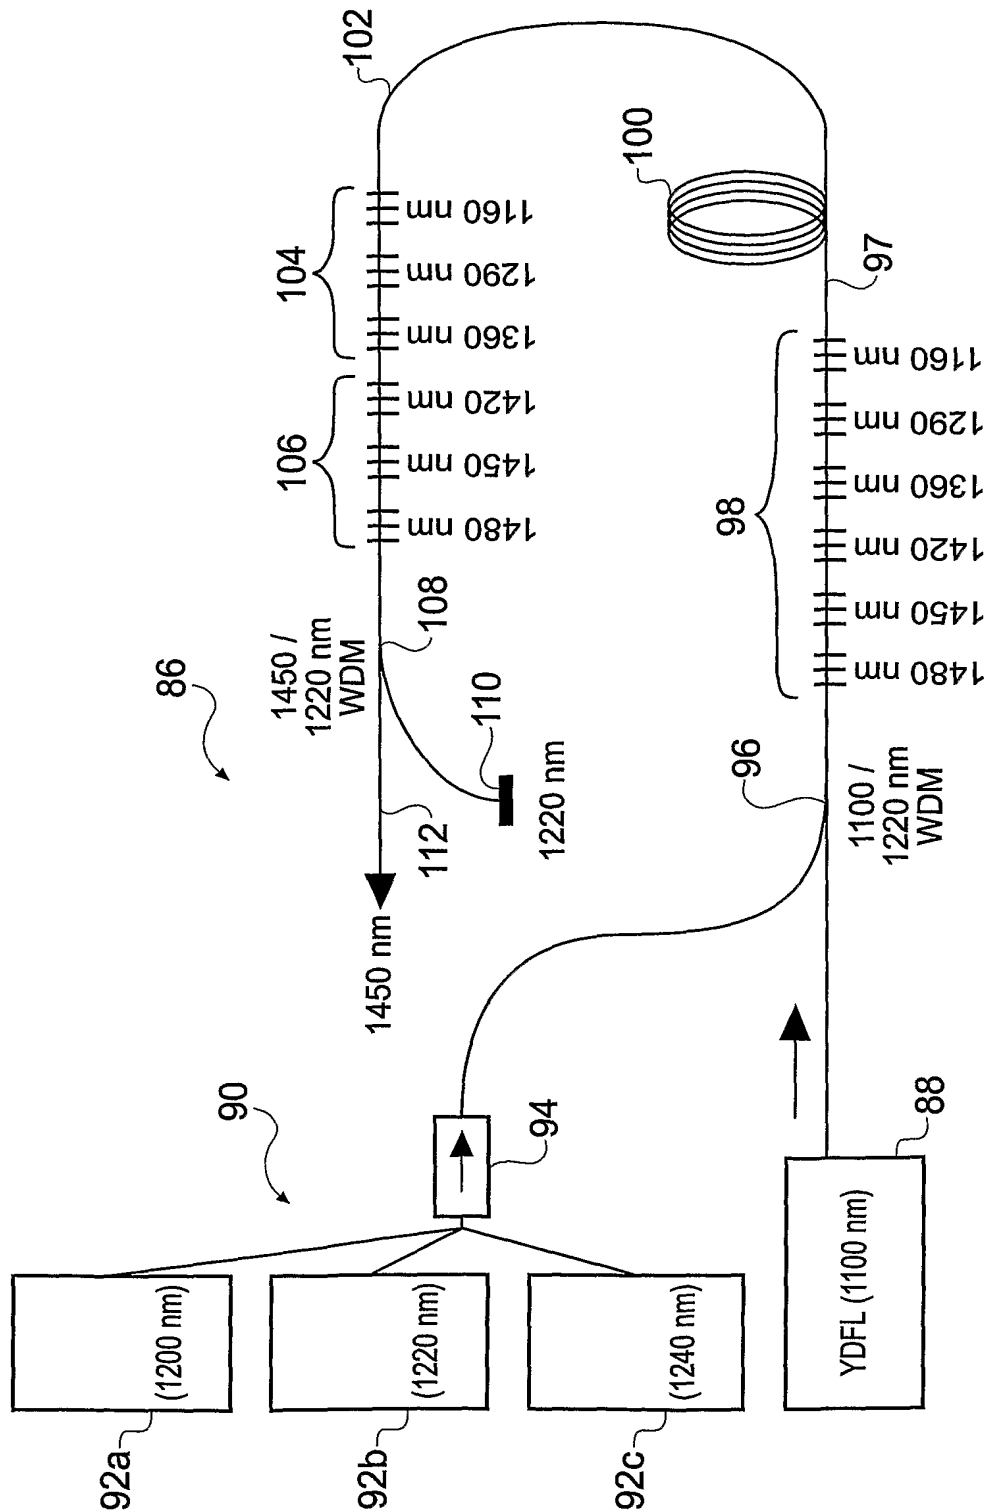 86
90
92a
(1200 nm)
92b
(1220 nm)
92c
(1240 nm)
94
YDFL (1100 nm)
88
1450 nm
112
1450 /
1220 nm
WDM
108
110
1220 nm
106
1480 nm
1450 nm
1420 nm
104
1360 nm
1290 nm
1160 nm
102
96
1100 /
1220 nm
WDM
98
1480 nm
1450 nm
1420 nm
1360 nm
1290 nm
1160 nm
97
100